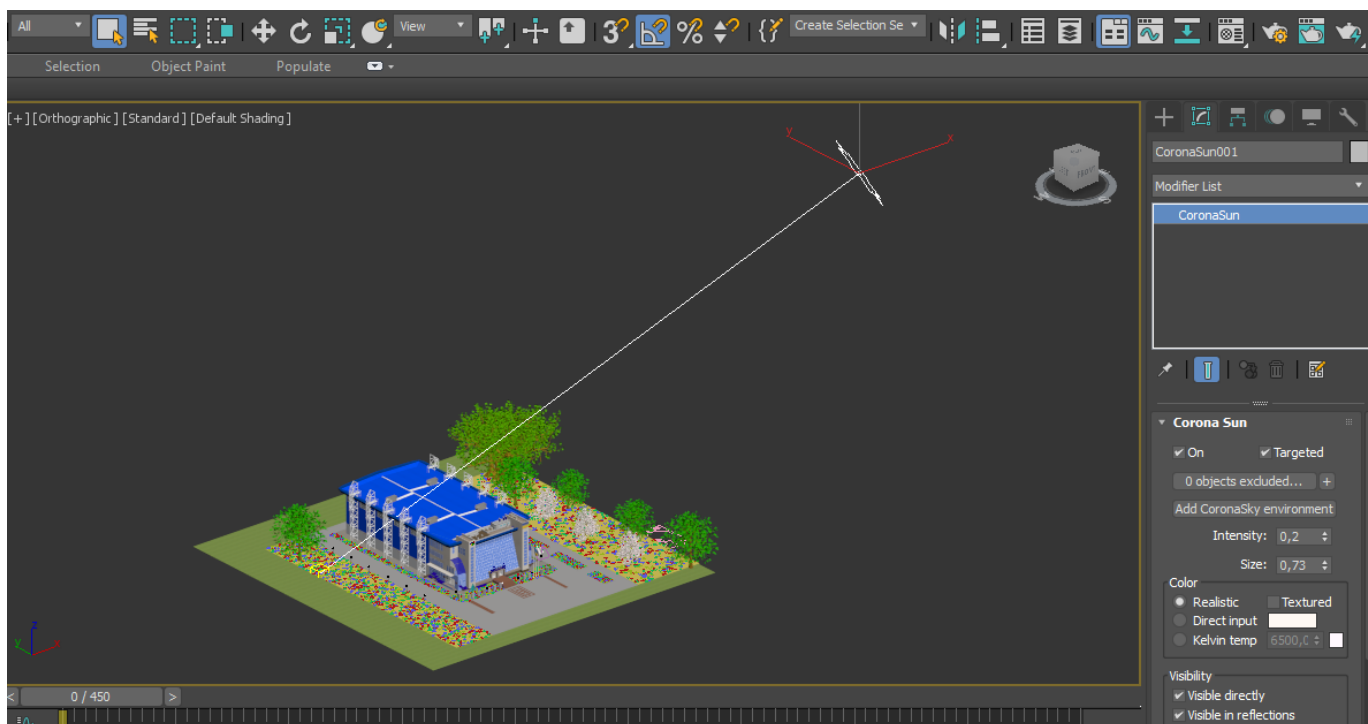 All
View
Create Selection Se
Selection
Object Paint
Populate
[+] [Orthographic] [Standard] [Default Shading]
y
x
CoronaSun001
Modifier List
CoronaSun
Corona Sun
On
Targeted
0 objects excluded...
+
Add CoronaSky environment
Intensity: 0,2
Size: 0,73
Color
Realistic
Textured
Direct input
Kelvin temp
6500,0
Visibility
Visible directly
Visible in reflections
z
y
x
<
0 / 450
>